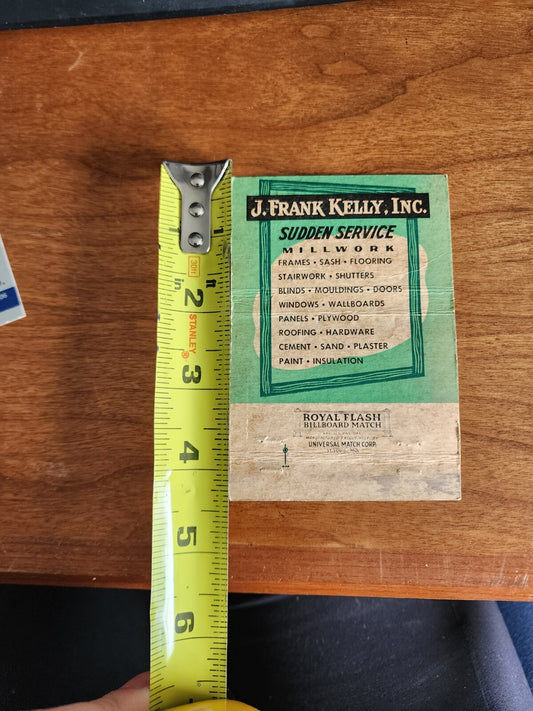 J. FRANK KELLY, INC.
SUDDEN SERVICE
MILLWORK
FRAMES • SASH • FLOORING
STAIRWORK • SHUTTERS
BLINDS • MOULDINGS • DOORS
WINDOWS • WALLBOARDS
PANELS • PLYWOOD
ROOFING • HARDWARE
CEMENT • SAND • PLASTER
PAINT • INSULATION
ROYAL FLASH
BILLBOARD MATCH
UNIVERSAL MATCH CORP.
1
in
ft
2
STANLEY®
3
4
5
6